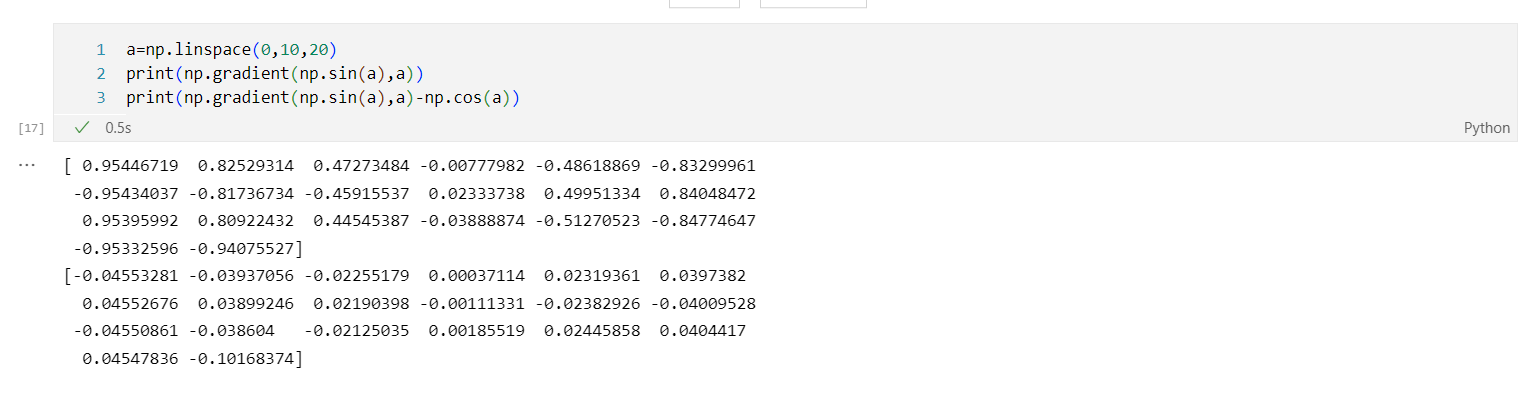 1 a=np.linspace(0,10,20)
2 print(np.gradient(np.sin(a),a))
3 print(np.gradient(np.sin(a),a)-np.cos(a))
[17] ✓ 0.5s Python
... [ 0.95446719 0.82529314 0.47273484 -0.00777982 -0.48618869 -0.83299961
-0.95434037 -0.81736734 -0.45915537 0.02333738 0.49951334 0.84048472
0.95395992 0.80922432 0.44545387 -0.03888874 -0.51270523 -0.84774647
-0.95332596 -0.94075527]
[-0.04553281 -0.03937056 -0.02255179 0.00037114 0.02319361 0.0397382
0.04552676 0.03899246 0.02190398 -0.00111331 -0.02382926 -0.04009528
-0.04550861 -0.038604 -0.02125035 0.00185519 0.02445858 0.0404417
0.04547836 -0.10168374]